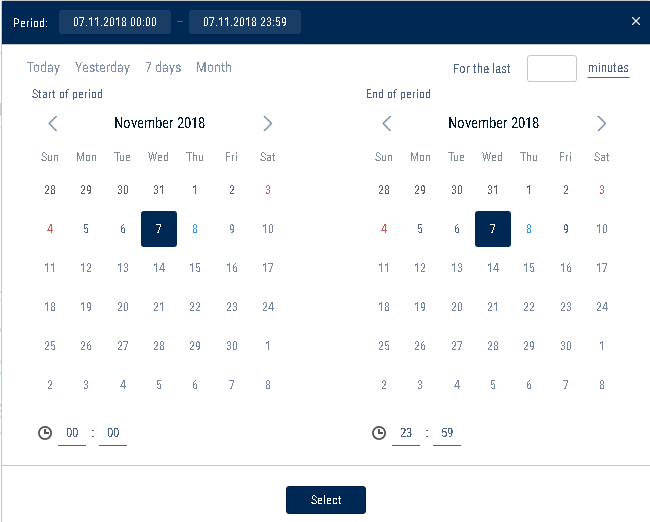 Period: 07.11.2018 00:00 – 07.11.2018 23:59 ×
Today Yesterday 7 days Month For the last minutes
Start of period End of period
November 2018 November 2018
Sun Mon Tue Wed Thu Fri Sat Sun Mon Tue Wed Thu Fri Sat
28 29 30 31 1 2 3 28 29 30 31 1 2 3
4 5 6 7 8 9 10 4 5 6 7 8 9 10
11 12 13 14 15 16 17 11 12 13 14 15 16 17
18 19 20 21 22 23 24 18 19 20 21 22 23 24
25 26 27 28 29 30 1 25 26 27 28 29 30 1
2 3 4 5 6 7 8 2 3 4 5 6 7 8
00 : 00 23 : 59
Select